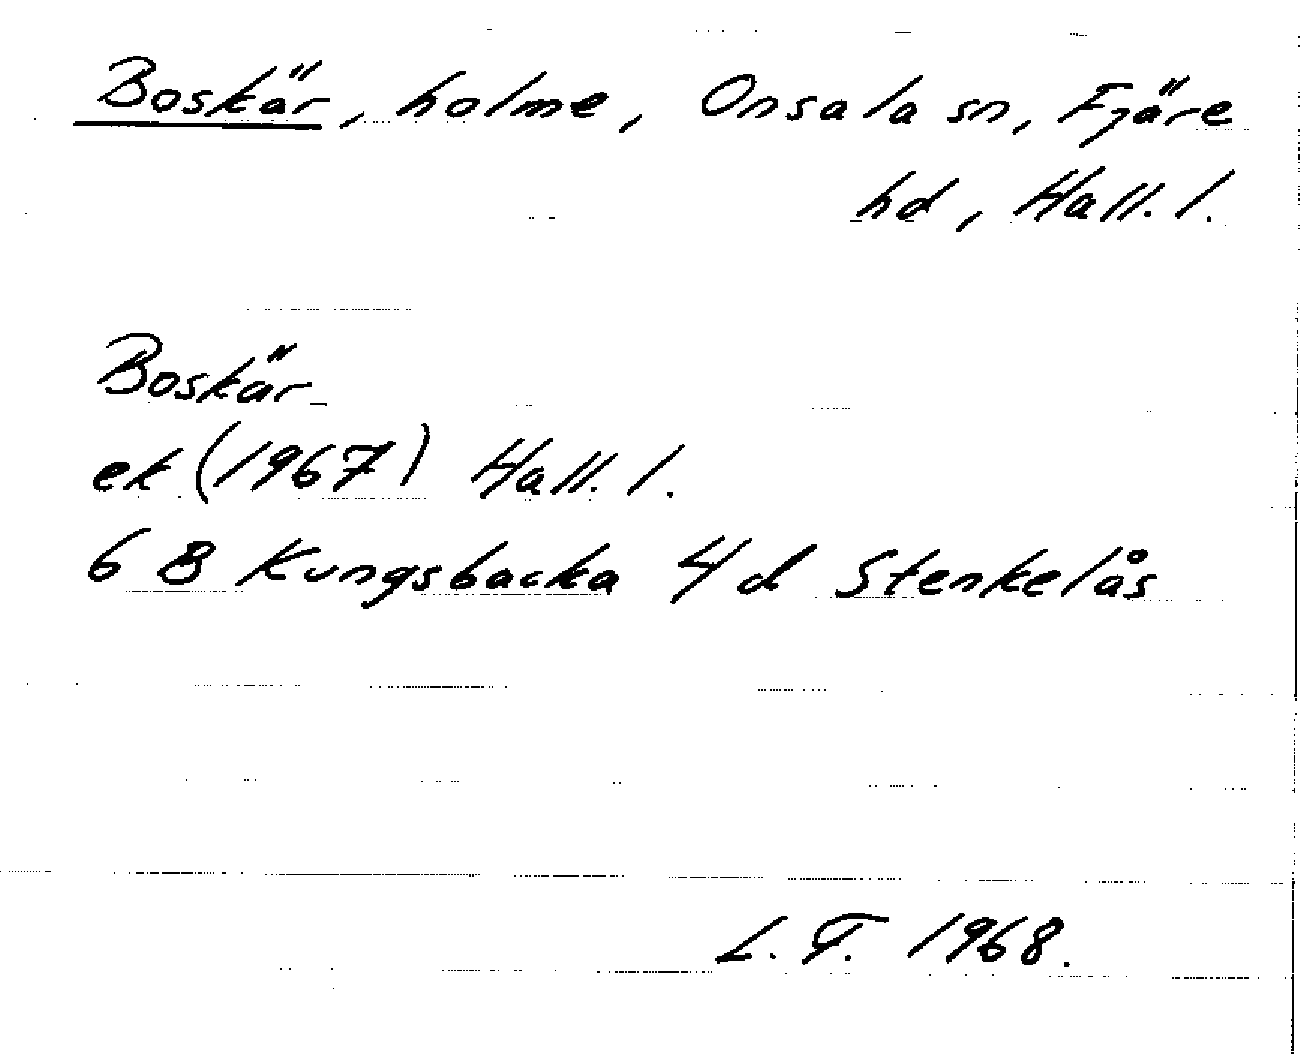 Boskär, holme, Onsala sn, Fjäre
hd, Hall. l.
Boskär
ek (1967) Hall. l.
6 B Kungsbacka 4 d Stenkelås
L. T. 1968.